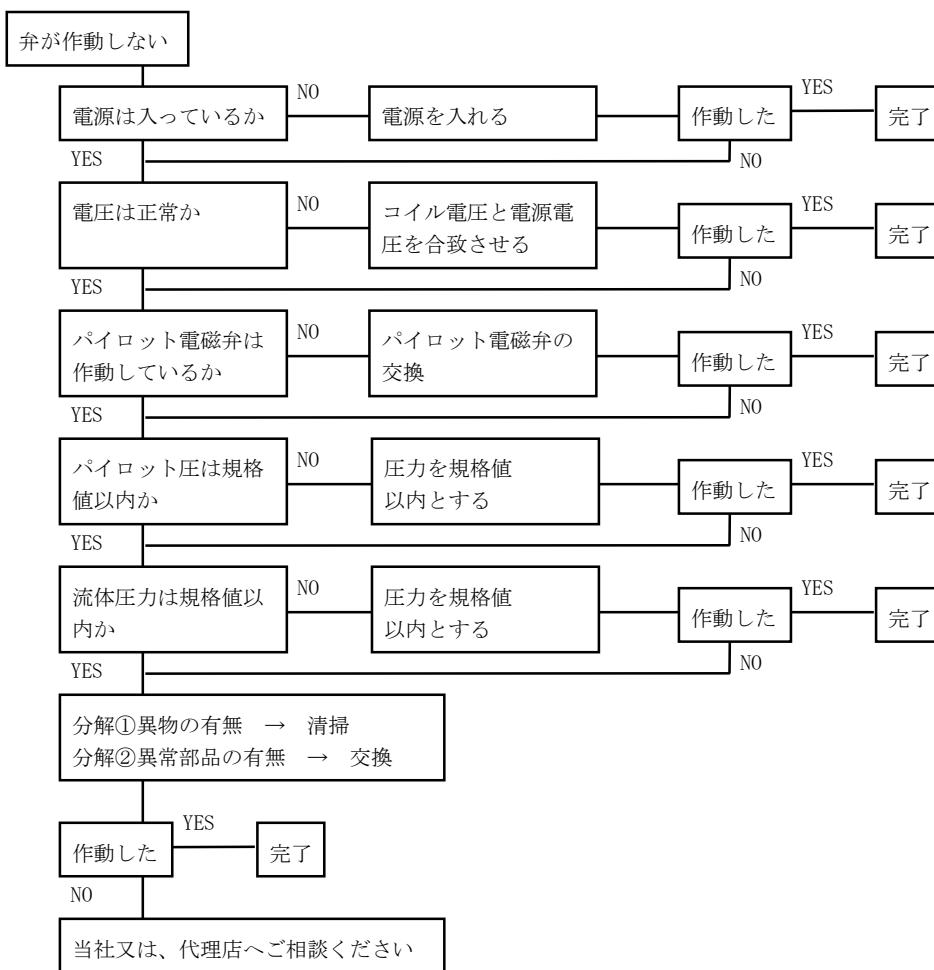 弁が作動しない
電源は入っているか
NO
電源を入れる
作動した
YES
完了
YES
NO
電圧は正常か
NO
コイル電圧と電源電
圧を合致させる
作動した
YES
完了
YES
NO
パイロット電磁弁は
作動しているか
NO
パイロット電磁弁の
交換
作動した
YES
完了
YES
NO
パイロット圧は規格
値以内か
NO
圧力を規格値
以内とする
作動した
YES
完了
YES
NO
流体圧力は規格値以
内か
NO
圧力を規格値
以内とする
作動した
YES
完了
YES
NO
分解①異物の有無　→　清掃
分解②異常部品の有無　→　交換
作動した
YES
完了
NO
当社又は、代理店へご相談ください